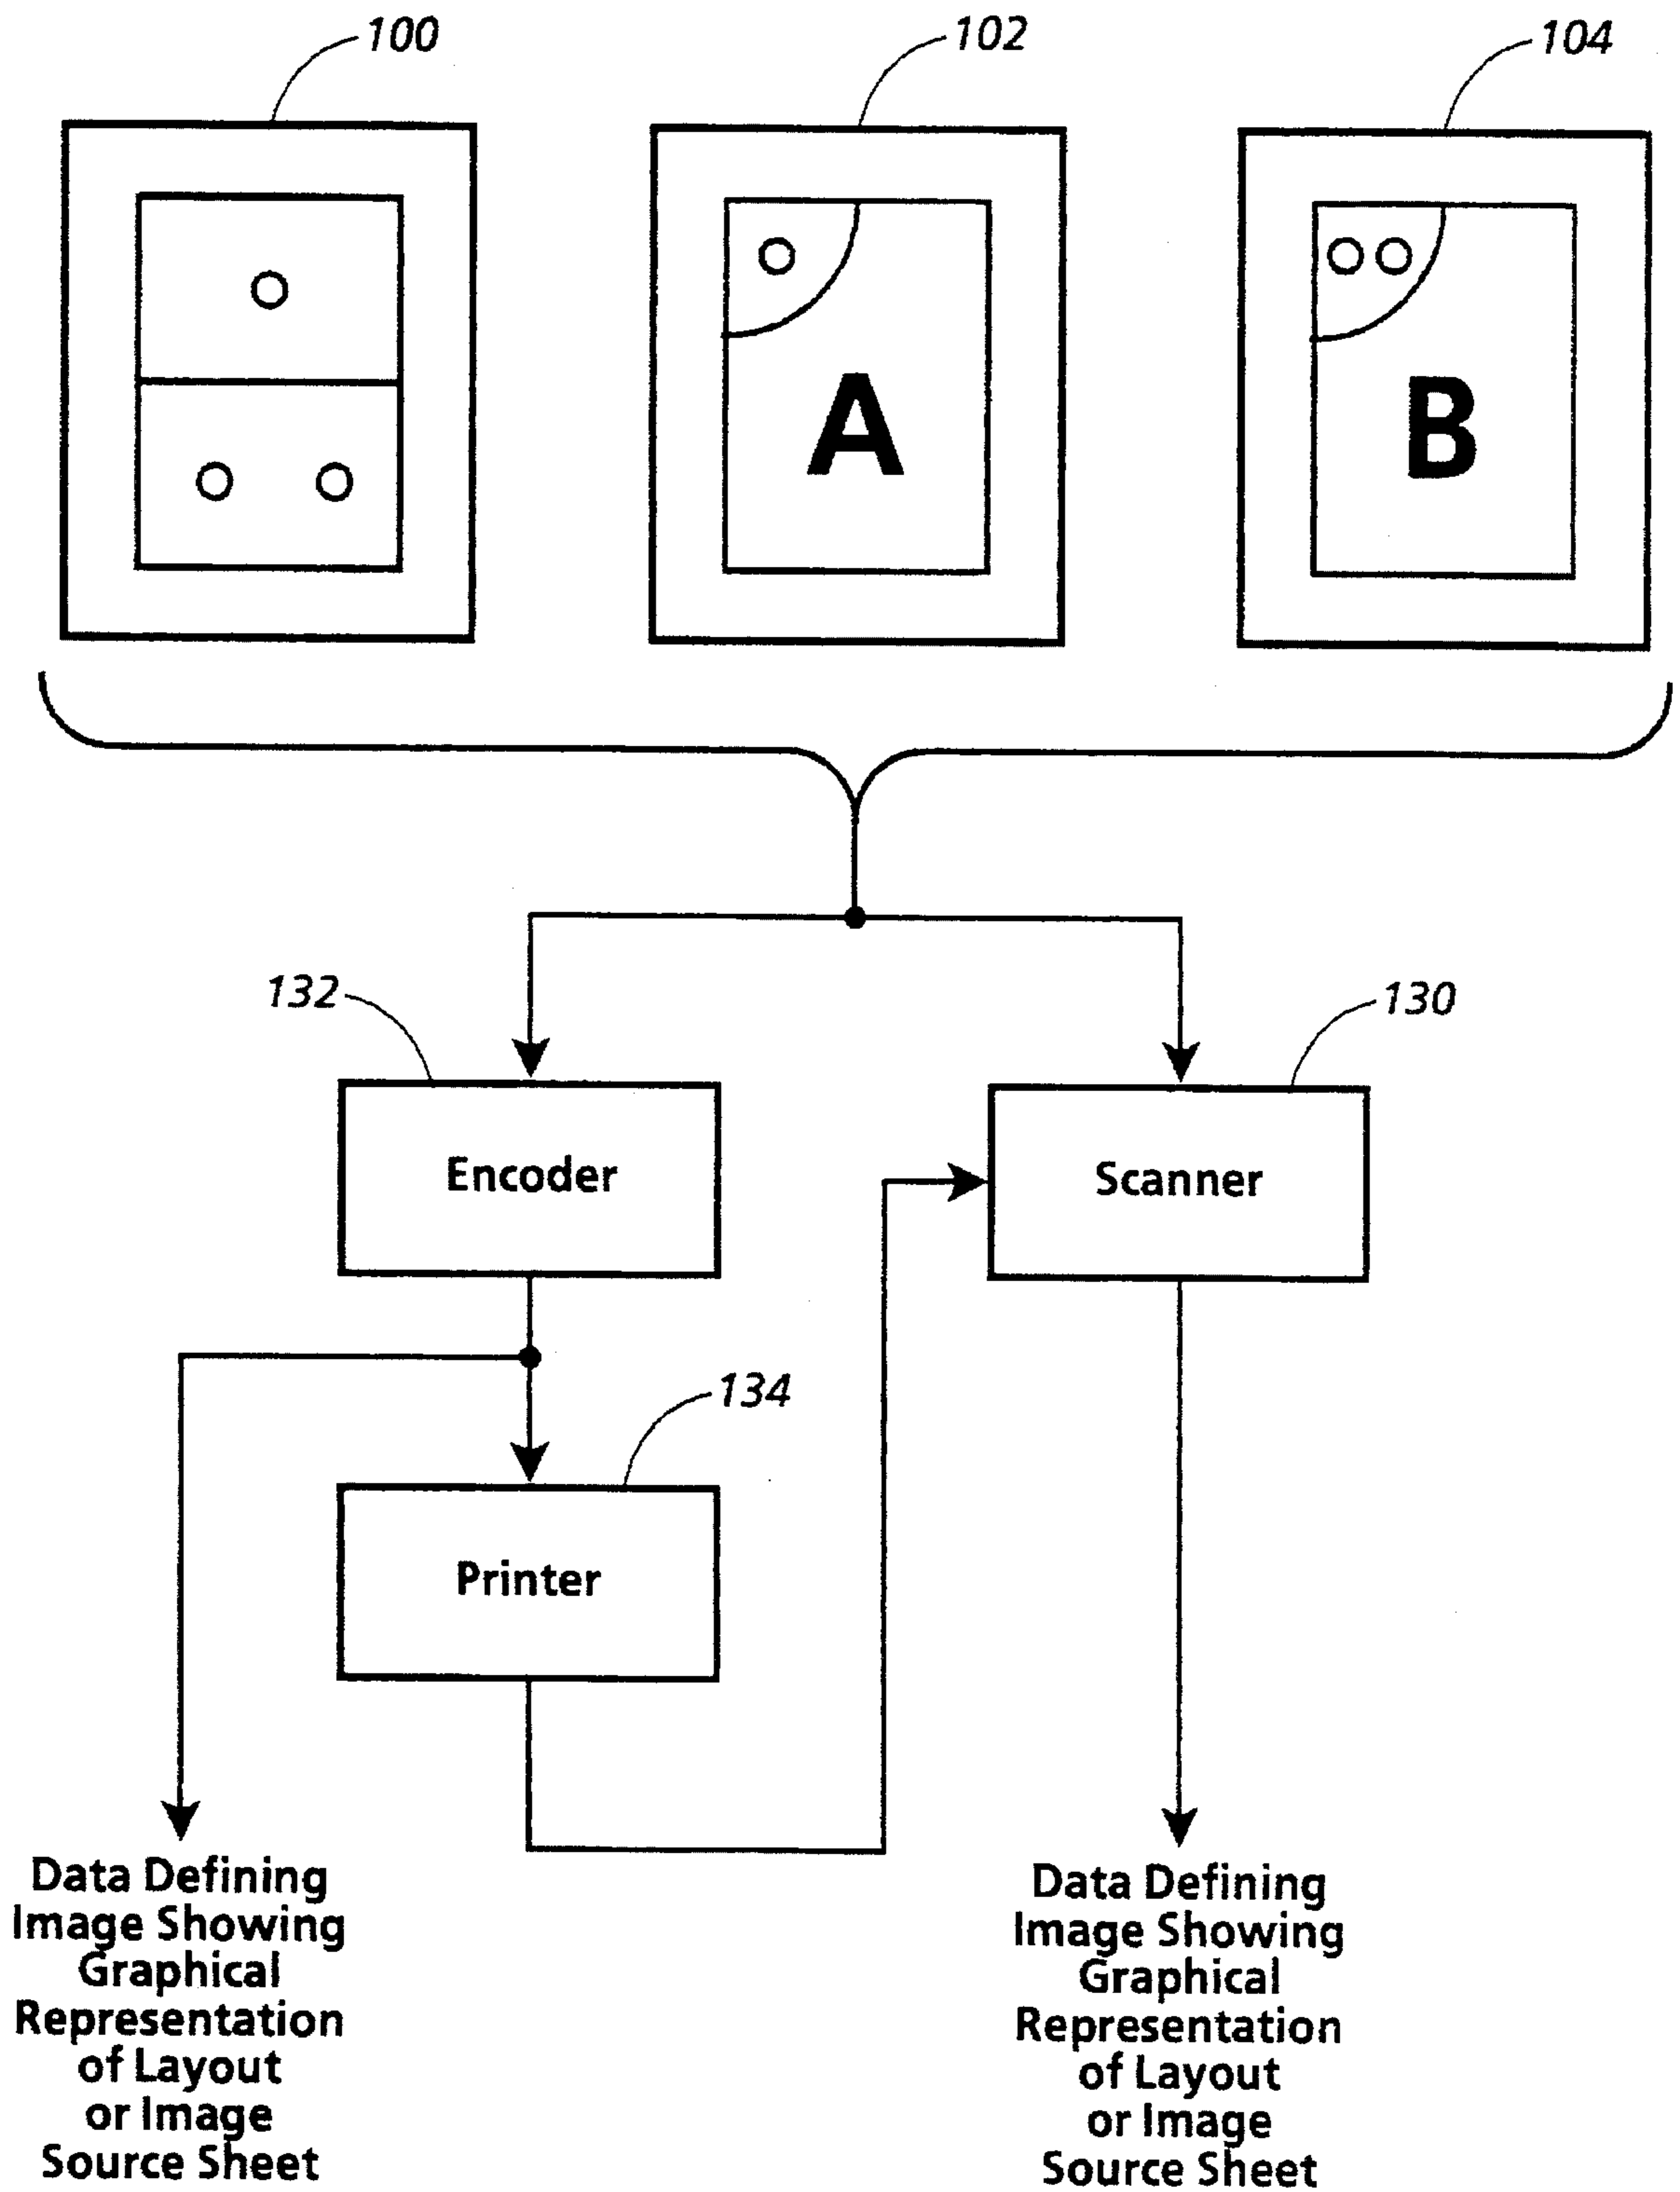 100
102
104
A
B
132
130
Encoder
Scanner
134
Printer
Data Defining
Image Showing
Graphical
Representation
of Layout
or Image
Source Sheet
Data Defining
Image Showing
Graphical
Representation
of Layout
or Image
Source Sheet